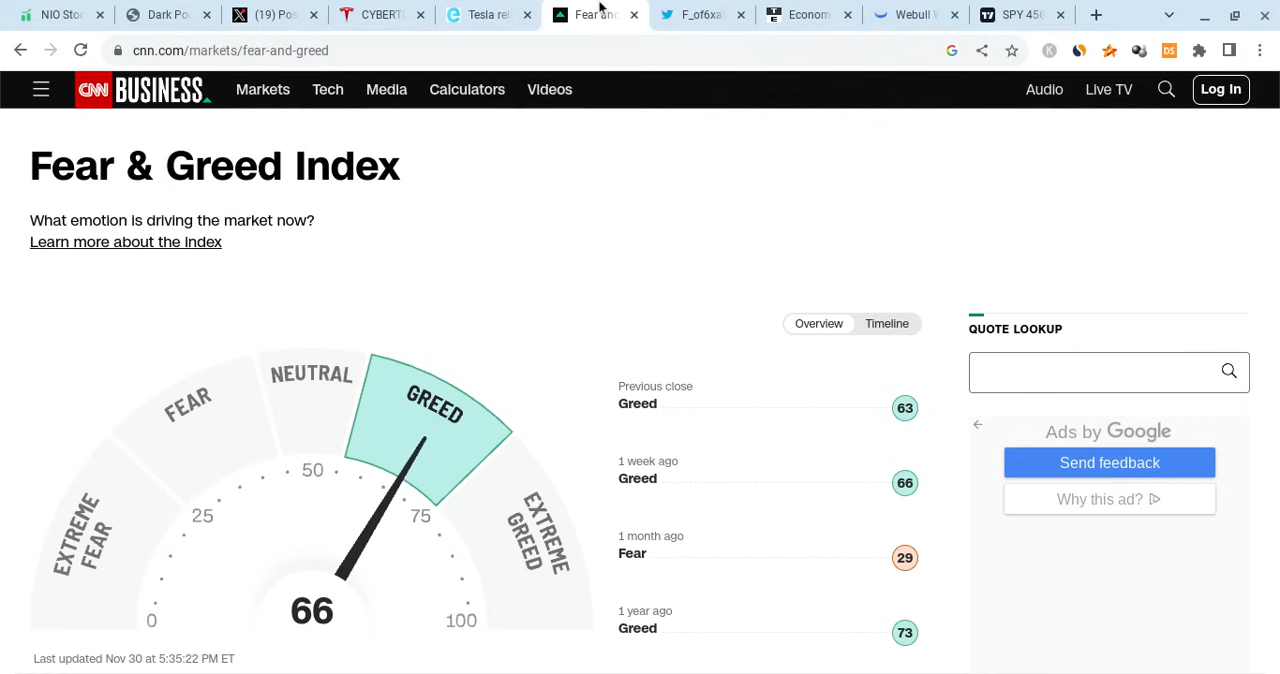 NIO Stoc
Dark Po
(19) Pos
CYBERT
Tesla rel
Fear and
F_of6xa
Econom
Webull
SPY 456
cnn.com/markets/fear-and-greed
CNN BUSINESS
Markets
Tech
Media
Calculators
Videos
Audio
Live TV
Log In
Fear & Greed Index
What emotion is driving the market now?
Learn more about the index
Overview
Timeline
QUOTE LOOKUP
EXTREME FEAR
FEAR
NEUTRAL
GREED
EXTREME GREED
0
25
50
75
100
66
Last updated Nov 30 at 5:35:22 PM ET
Previous close
Greed 63
1 week ago
Greed 66
1 month ago
Fear 29
1 year ago
Greed 73
Ads by Google
Send feedback
Why this ad?